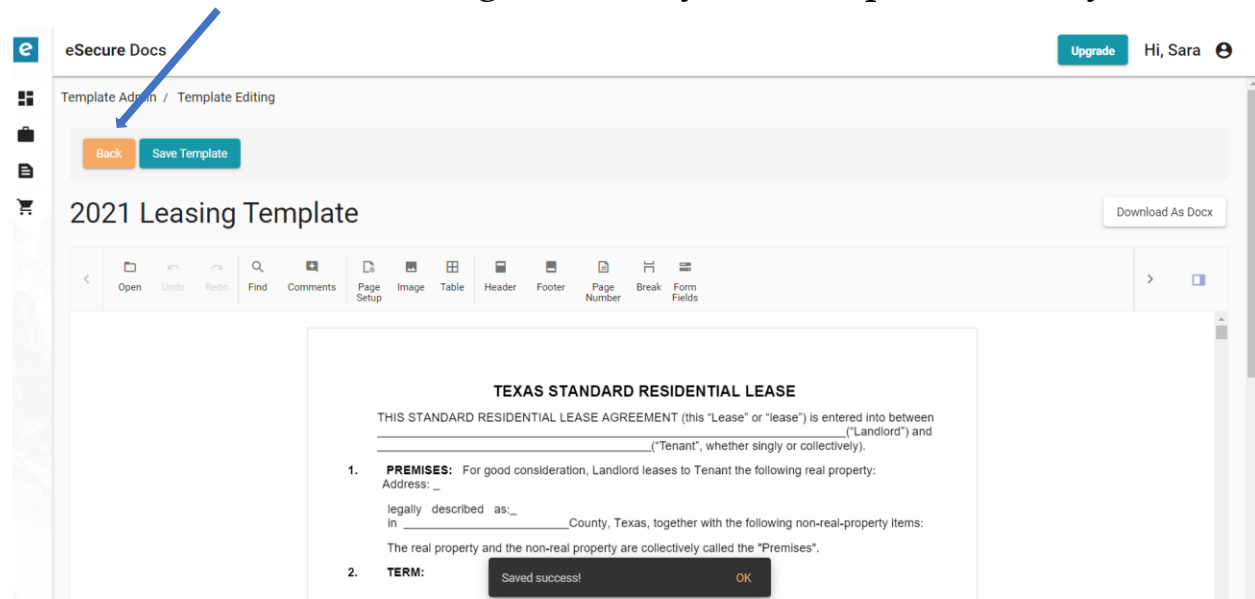 e eSecure Docs Upgrade Hi, Sara
Template Admin / Template Editing
Back Save Template
2021 Leasing Template Download As Docx
Open Undo Redo Find Comments Page Setup Image Table Header Footer Page Number Break Form Fields
TEXAS STANDARD RESIDENTIAL LEASE
THIS STANDARD RESIDENTIAL LEASE AGREEMENT (this “Lease” or “lease”) is entered into between
____________________ (“Landlord”) and
____________________ (“Tenant”, whether singly or collectively).
1. PREMISES: For good consideration, Landlord leases to Tenant the following real property:
Address: _
legally described as:_
in ____________________County, Texas, together with the following non-real-property items:
The real property and the non-real property are collectively called the "Premises".
2. TERM:
Saved success! OK